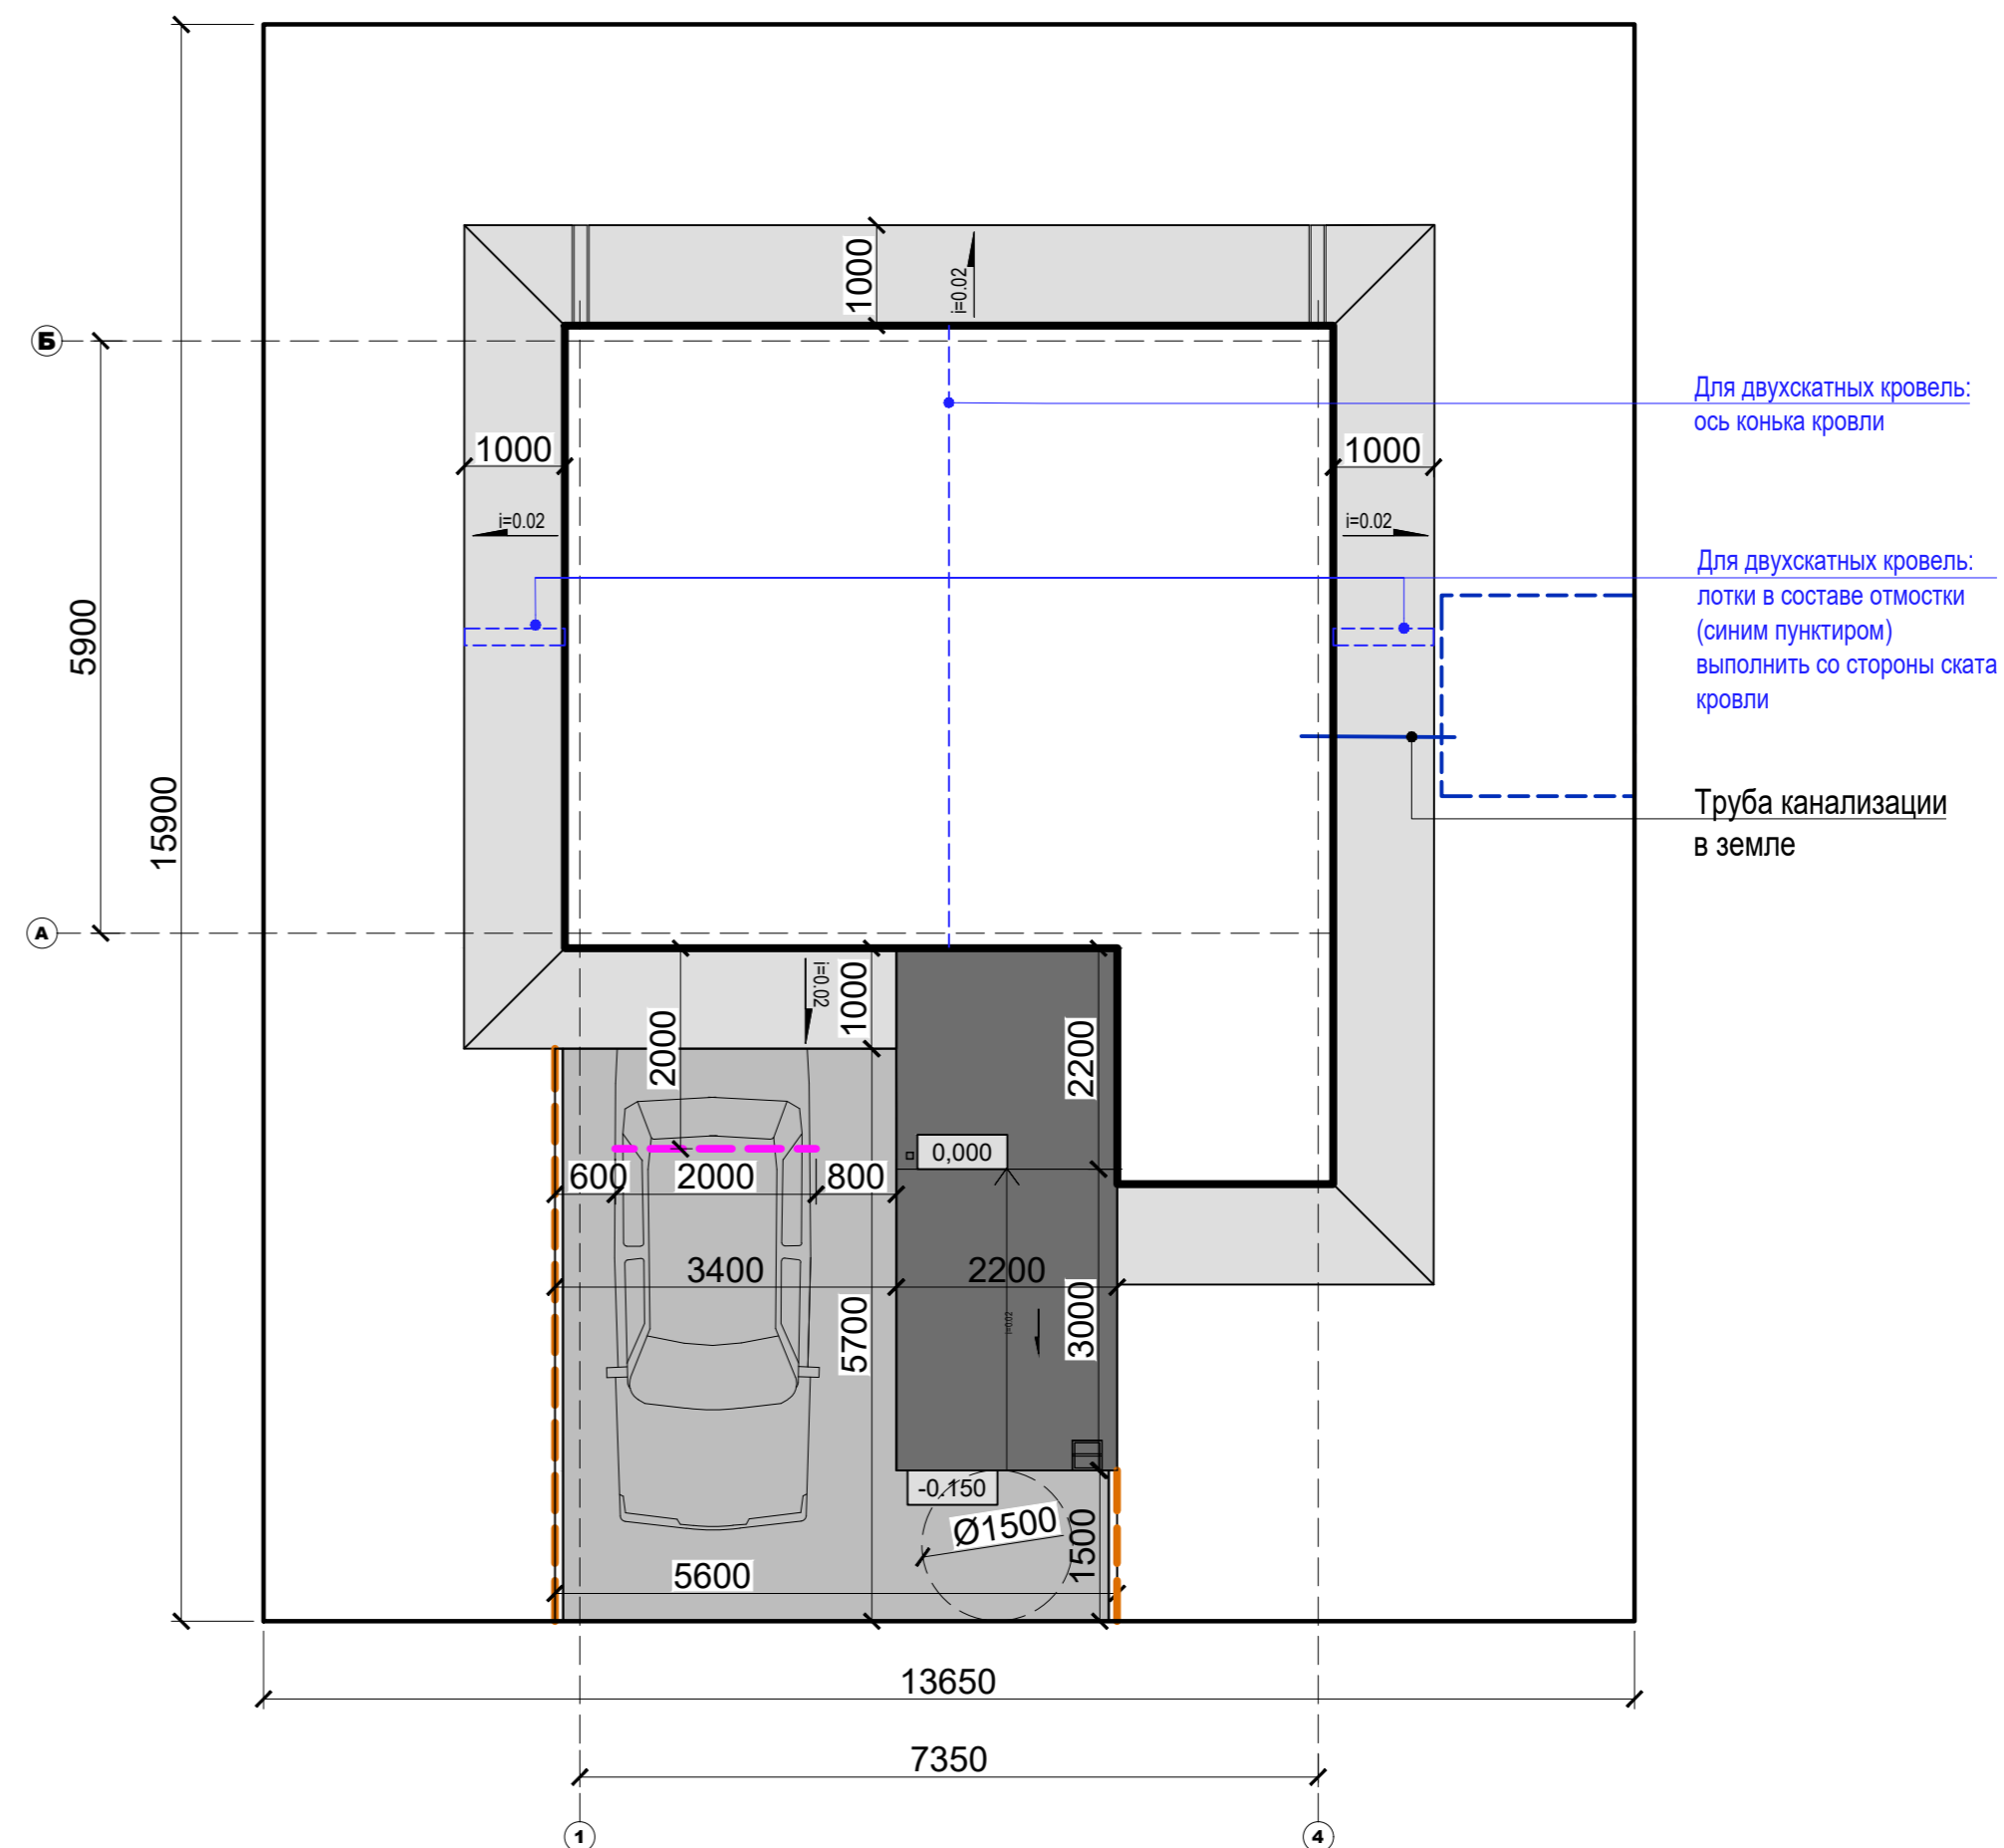 1000
i=0.02
Б
Для двухскатных кровель:
ось конька кровли
1000
1000
i=0.02
i=0.02
Для двухскатных кровель:
лотки в составе отмостки
(синим пунктиром)
выполнить со стороны ската
кровли
5900
15900
Труба канализации
в земле
А
i=0.02
1000
2000
2200
0,000
600
2000
800
3400
2200
3000
i=0.02
5700
-0.150
Ø1500
1500
5600
13650
7350
1
4